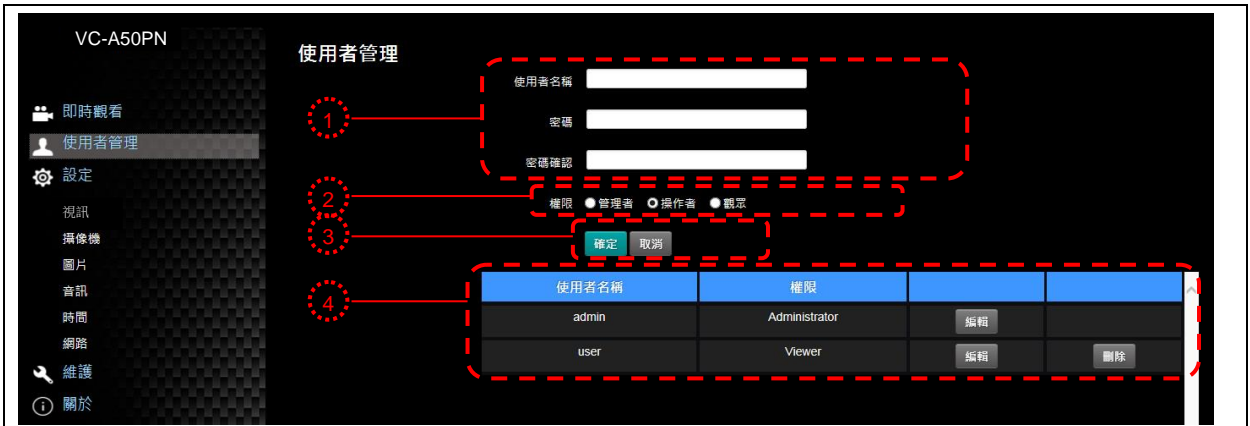 VC-A50PN
即時觀看
使用者管理
設定
視訊
攝像機
圖片
音訊
時間
網路
維護
關於
使用者管理
1
使用者名稱
密碼
密碼確認
2
權限 管理者 操作者 觀眾
3
確定 取消
4
使用者名稱 權限
admin Administrator 編輯
user Viewer 編輯 刪除